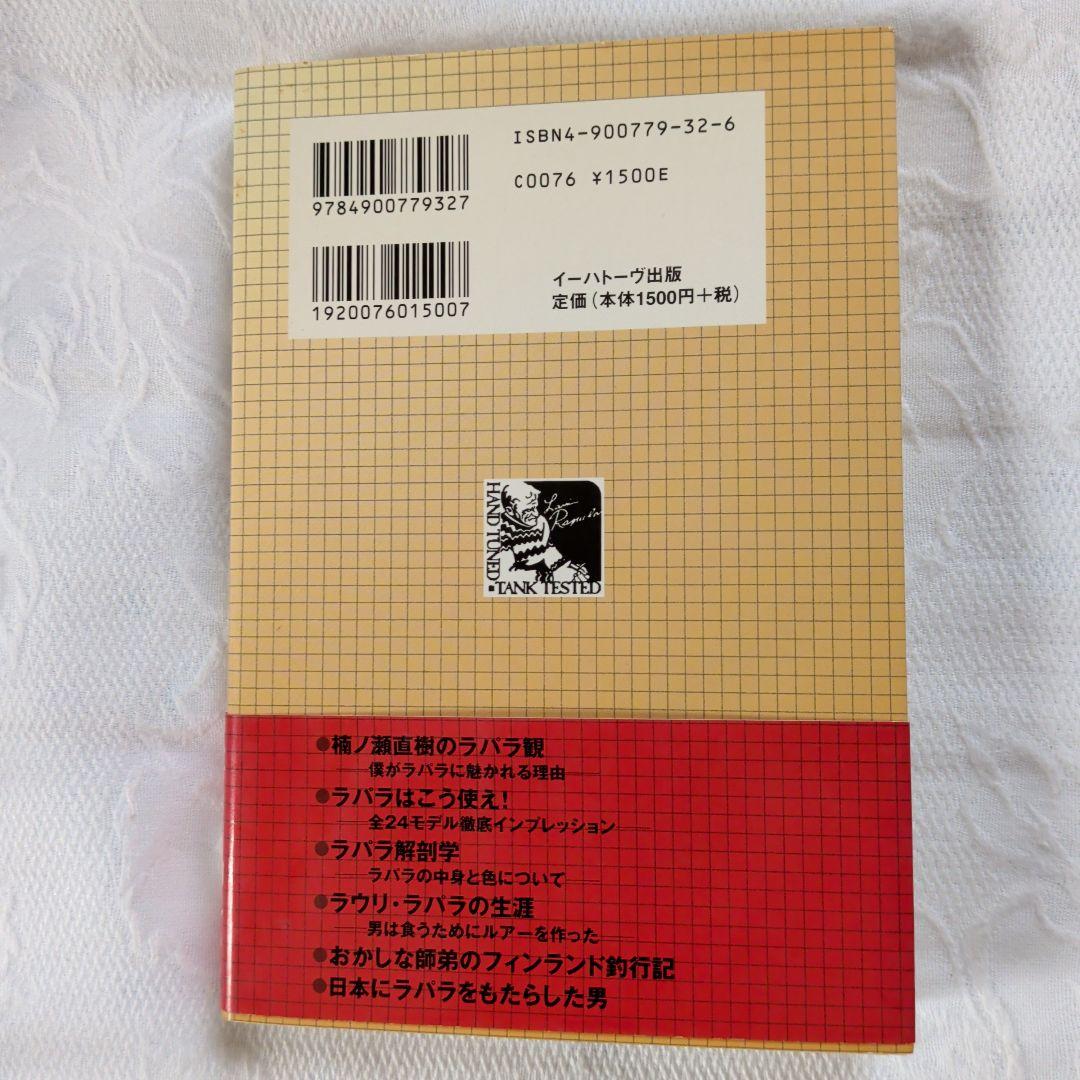 ISBN4-900779-32-6
C0076 ¥1500E
9784900779327
1920076015007
イーハトーヴ出版
定価(本体1500円+税)
HAND TUNED
Lauri Rapala
TANK TESTED
●楠ノ瀬直樹のラパラ観
——僕がラパラに魅かれる理由——
●ラパラはこう使え!
——全24モデル徹底インプレッション——
●ラパラ解剖学
——ラパラの中身と色について——
●ラウリ・ラパラの生涯
——男は食うためにルアーを作った——
●おかしな師弟のフィンランド釣行記
●日本にラパラをもたらした男